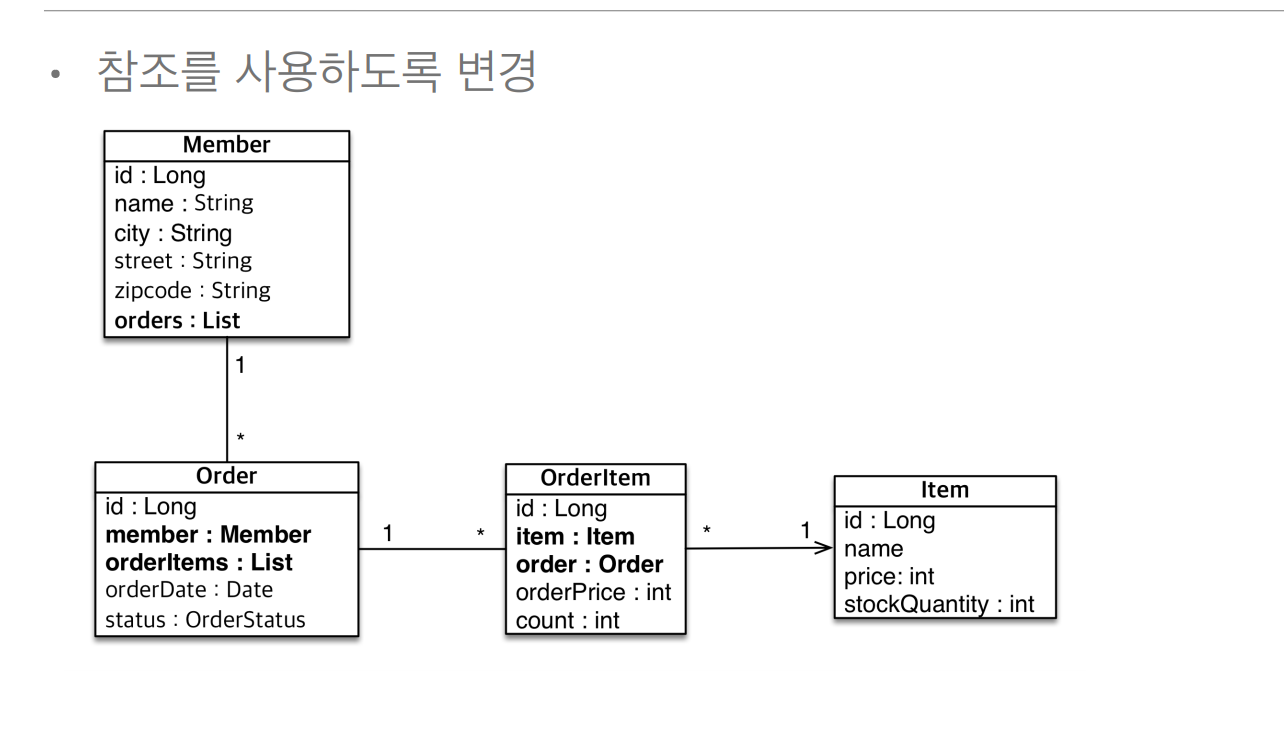 • 참조를 사용하도록 변경
Member
id : Long
name : String
city : String
street : String
zipcode : String
orders : List
1
*
Order
id : Long
member : Member
orderItems : List
orderDate : Date
status : OrderStatus
1
*
OrderItem
id : Long
item : Item
order : Order
orderPrice : int
count : int
*
1
Item
id : Long
name
price: int
stockQuantity : int